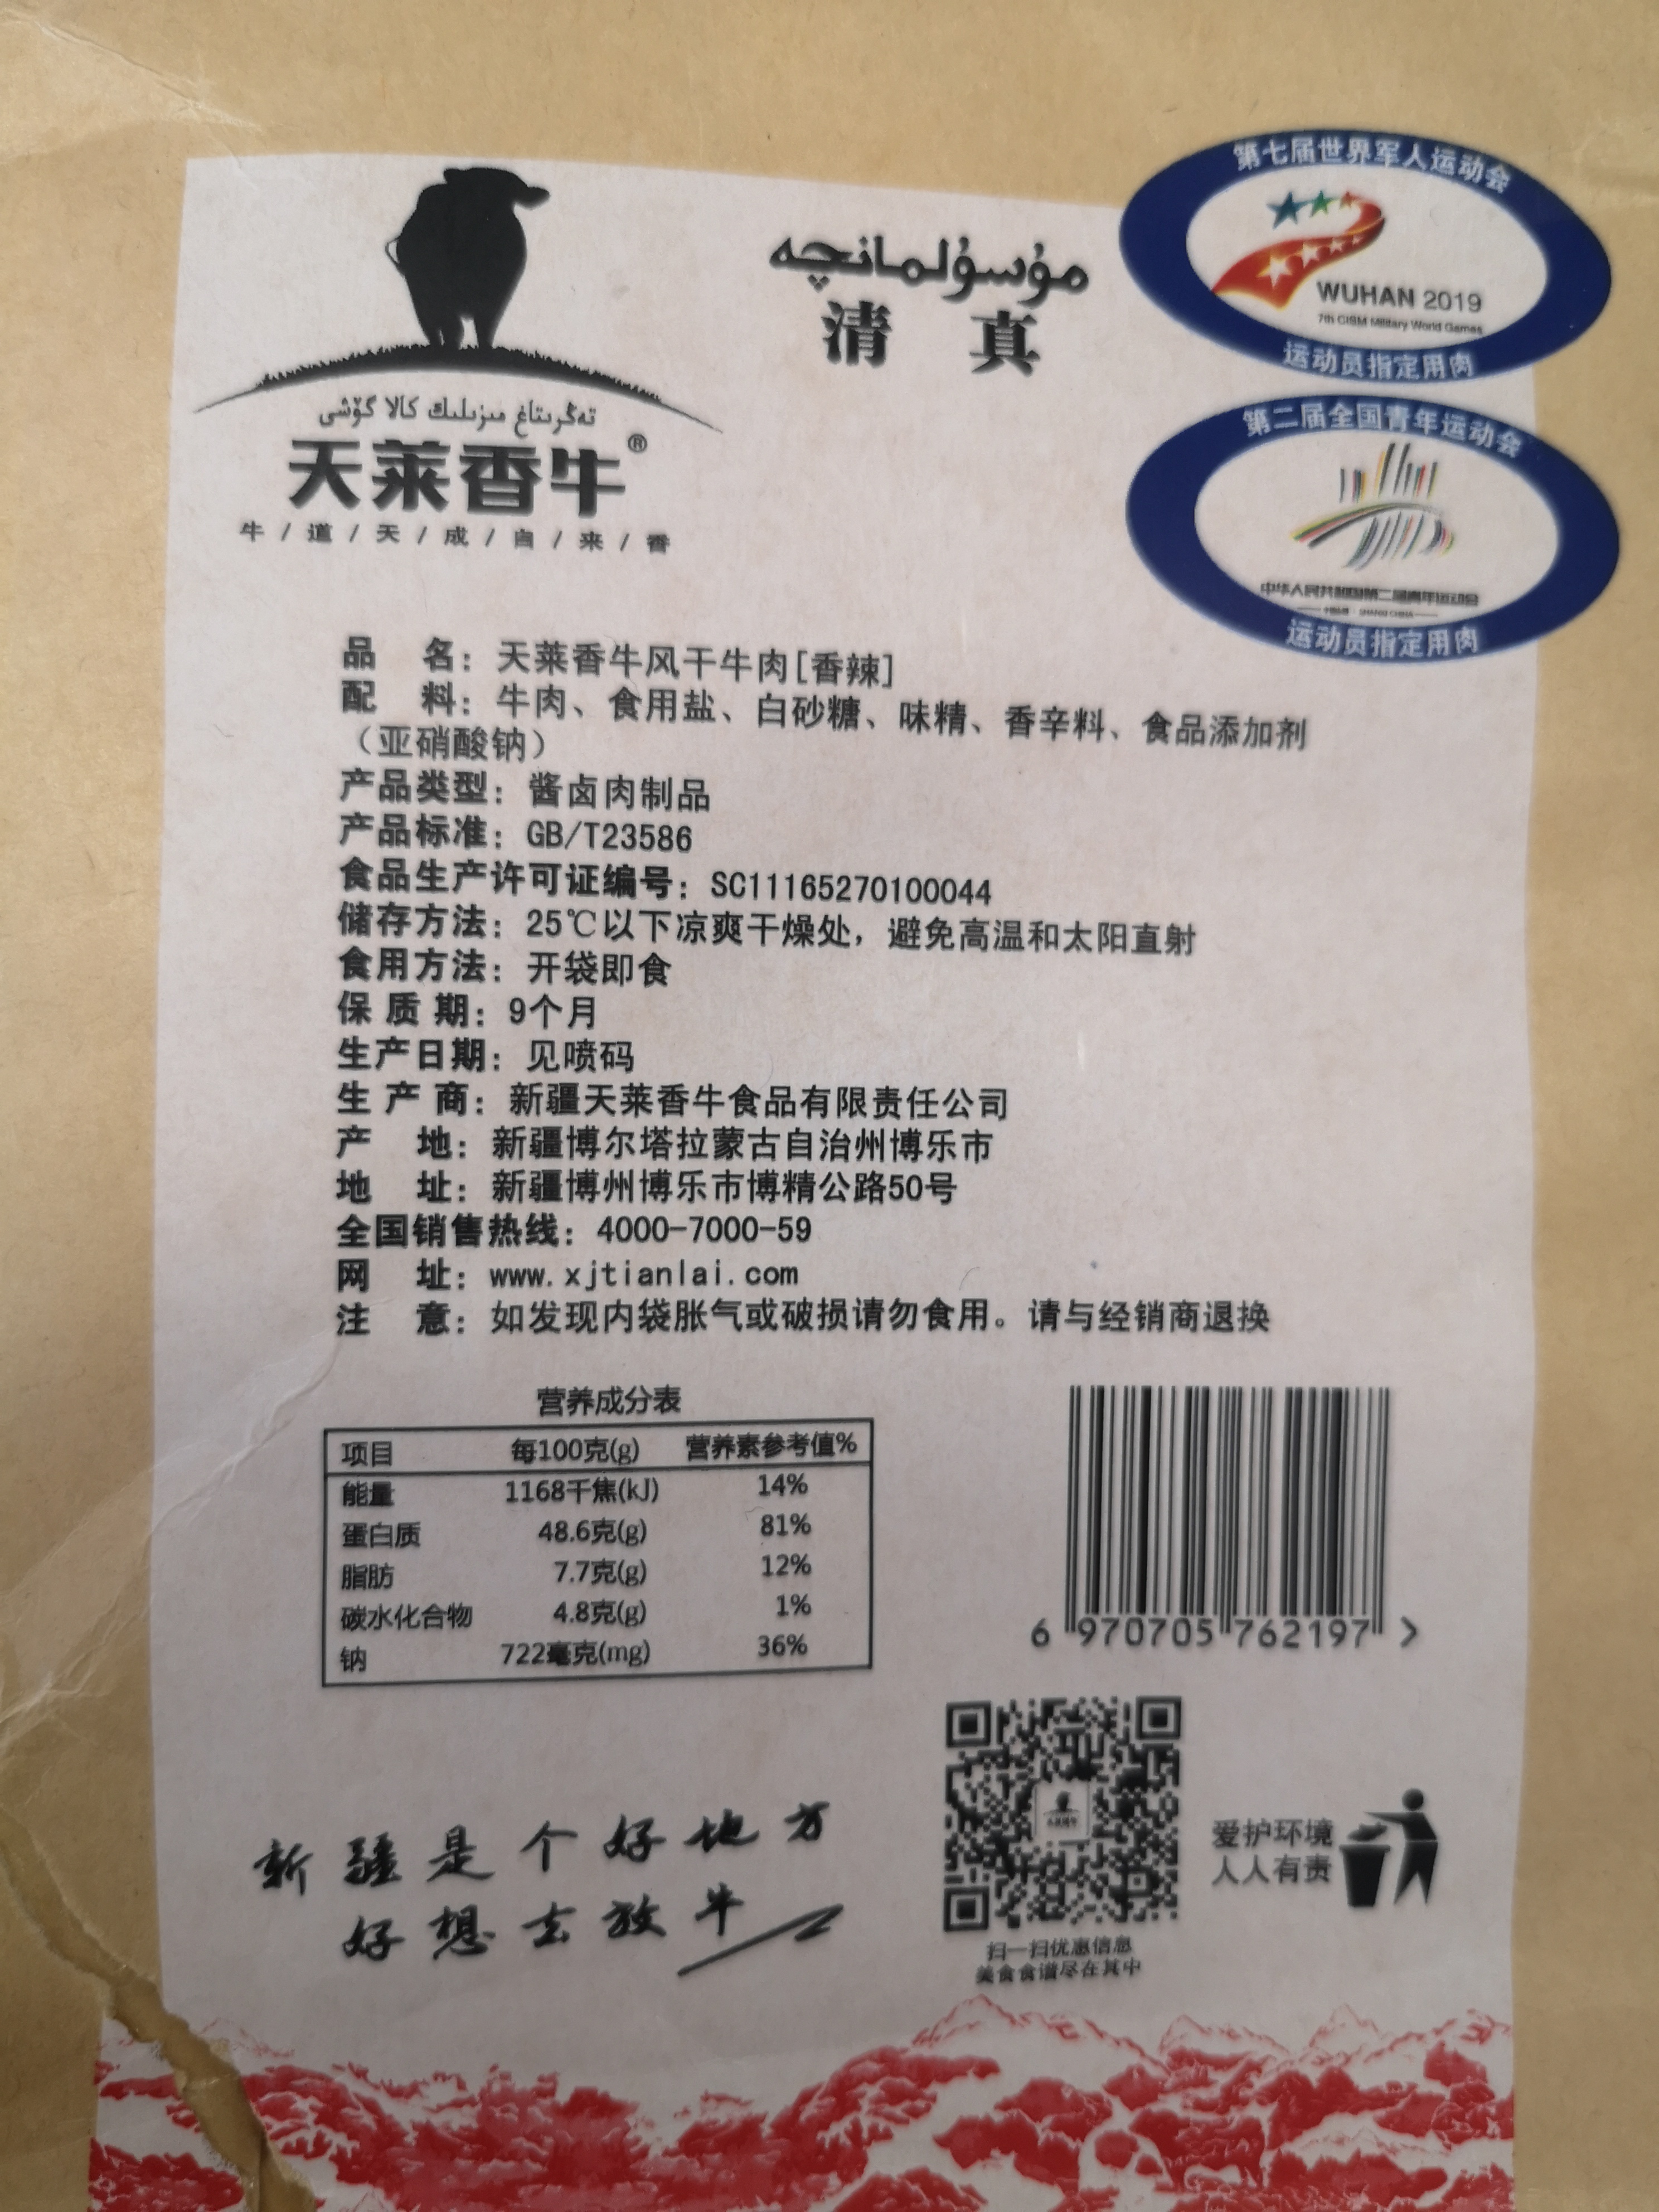 第七届世界军人运动会
WUHAN 2019
7th CISM Military World Games
运动员指定用肉
مۇسۇلمانچە
清 真
تەڭرىتاغ مىزىلىك كالا گۆشى
天莱香牛®
牛/道/天/成/自/来/香
第二届全国青年运动会
中华人民共和国第二届青年运动会
运动员指定用肉
品 名：天莱香牛风干牛肉[香辣]
配 料：牛肉、食用盐、白砂糖、味精、香辛料、食品添加剂
（亚硝酸钠）
产品类型：酱卤肉制品
产品标准：GB/T23586
食品生产许可证编号：SC11165270100044
储存方法：25℃以下凉爽干燥处，避免高温和太阳直射
食用方法：开袋即食
保 质 期：9个月
生产日期：见喷码
生 产 商：新疆天莱香牛食品有限责任公司
产 地：新疆博尔塔拉蒙古自治州博乐市
地 址：新疆博州博乐市博精公路50号
全国销售热线：4000-7000-59
网 址：www.xjtianlai.com
注 意：如发现内袋胀气或破损请勿食用。请与经销商退换
营养成分表
项目 每100克(g) 营养素参考值%
能量 1168千焦(kJ) 14%
蛋白质 48.6克(g) 81%
脂肪 7.7克(g) 12%
碳水化合物 4.8克(g) 1%
钠 722毫克(mg) 36%
6 970705 762197 >
新疆是个好地方
好想去放牛
爱护环境
人人有责
扫一扫优惠信息
美食食谱尽在其中